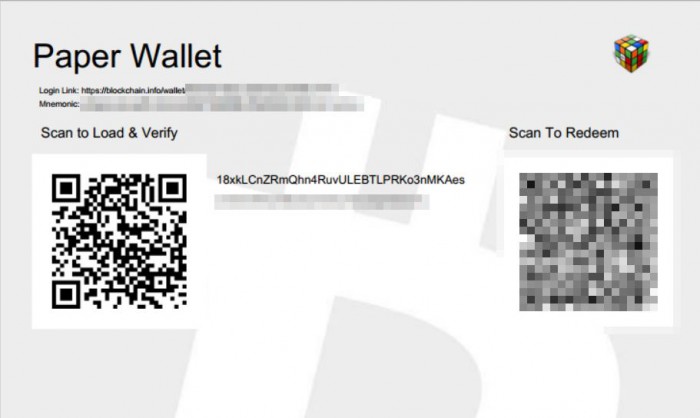 Paper Wallet
Login Link: https://blockchain.info/wallet/
Mnemonic:
Scan to Load & Verify
Scan To Redeem
18xkLCnZRmQhn4RuvULEBTLPRKo3nMKAes